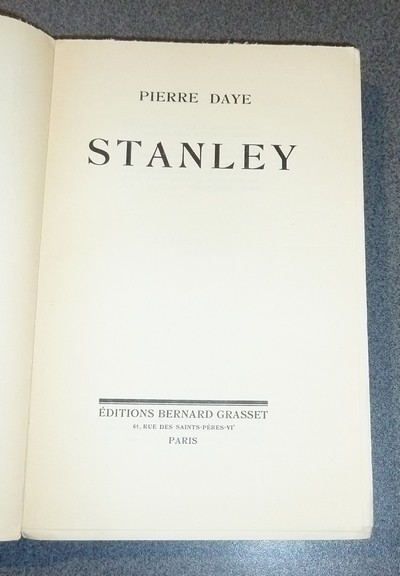 PIERRE DAYE
STANLEY
ÉDITIONS BERNARD GRASSET
61, RUE DES SAINTS-PÈRES-VIᵉ
PARIS